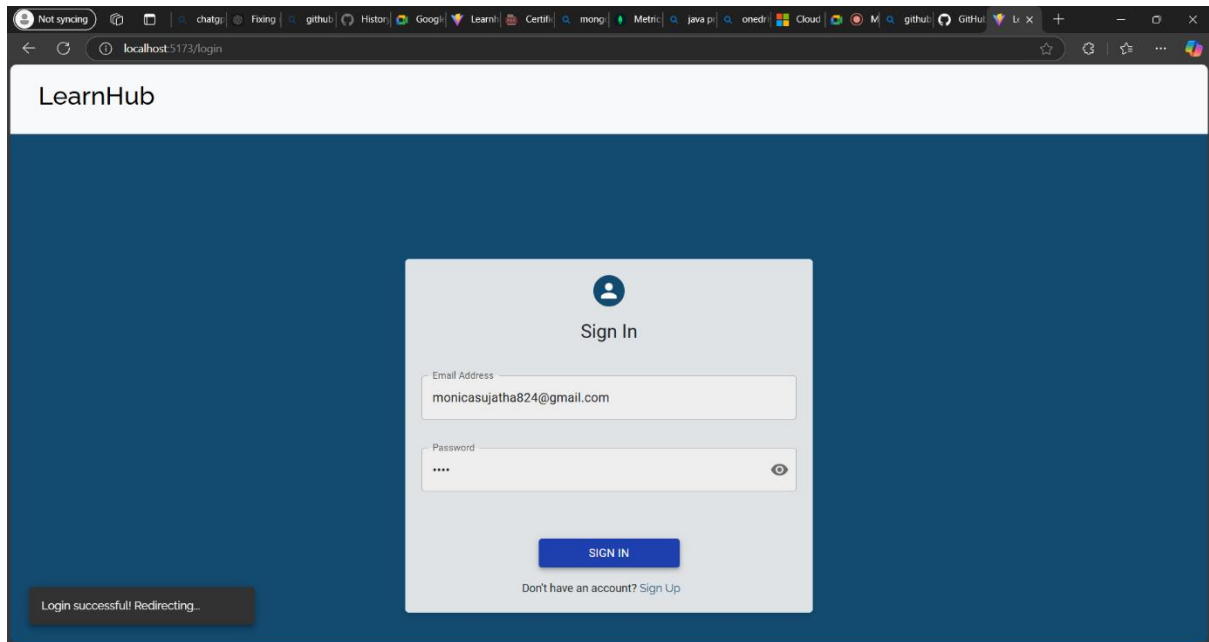 Not syncing
chatgp
Fixing
github
Histor
Googl
Learnh
Certifi
mong
Metric
java p
onedri
Cloud
M
github
GitHu
localhost:5173/login
LearnHub
Sign In
Email Address
monicasujatha824@gmail.com
Password
••••
SIGN IN
Don't have an account? Sign Up
Login successful! Redirecting...